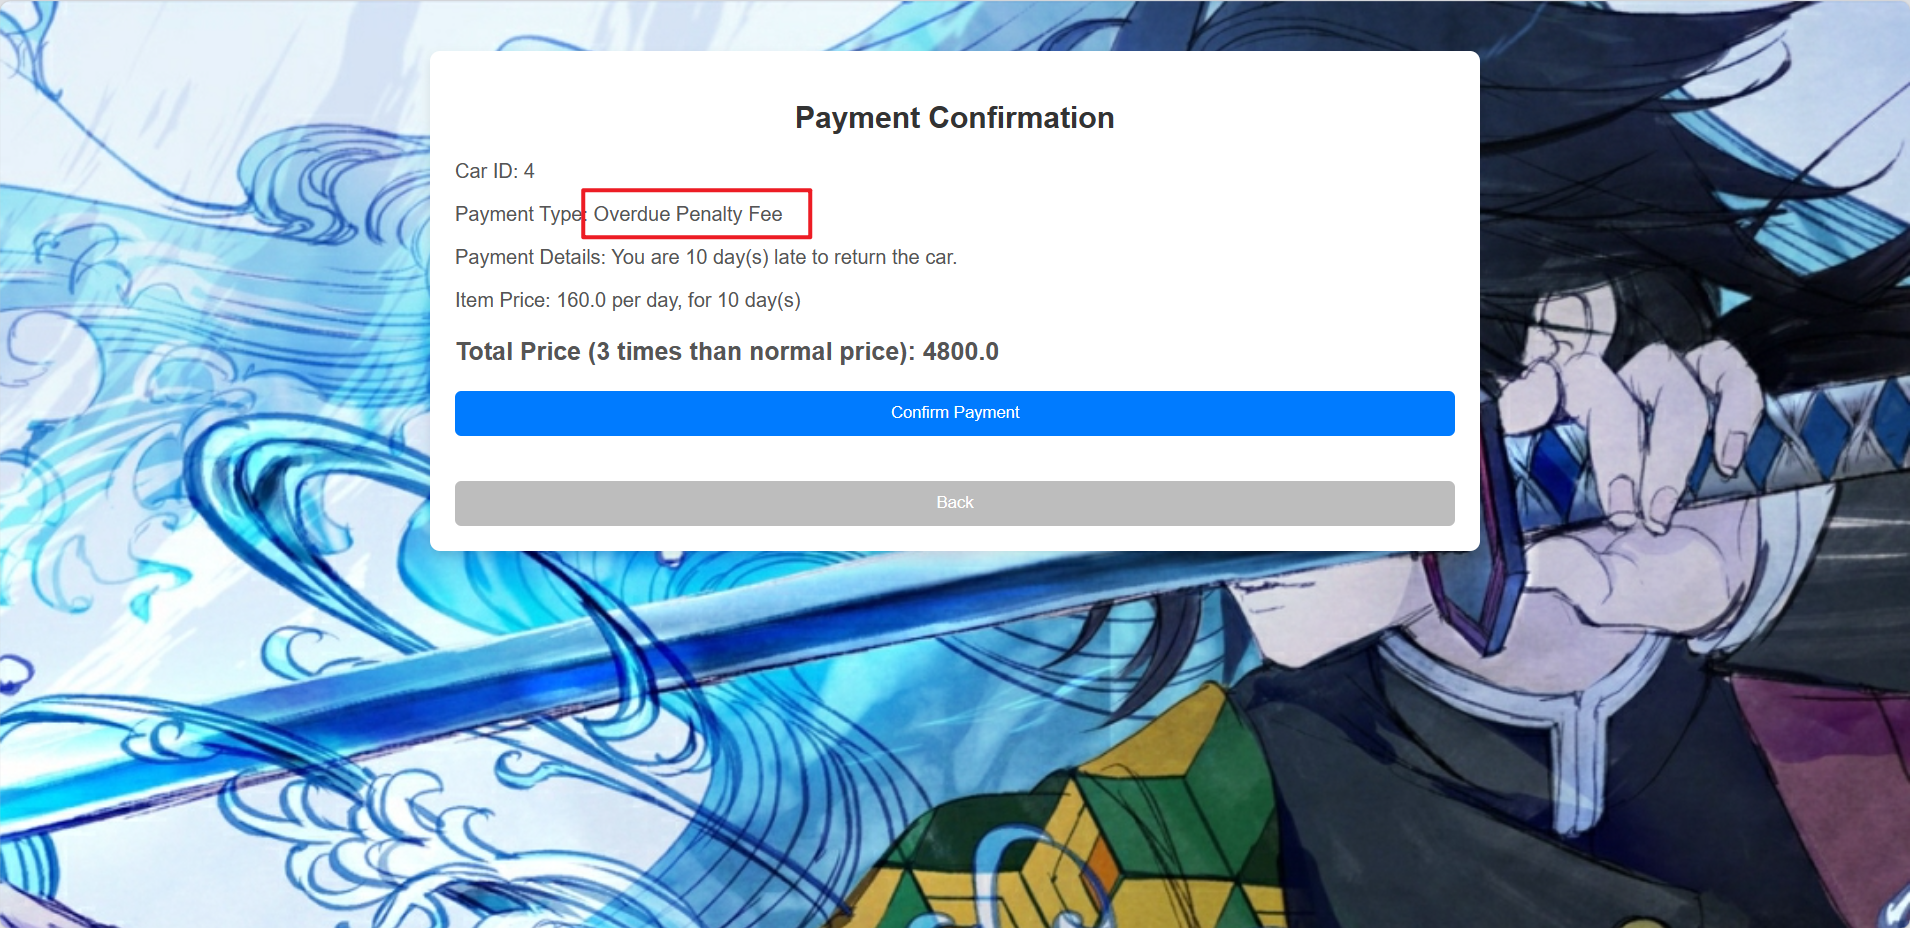 Payment Confirmation
Car ID: 4
Payment Type: Overdue Penalty Fee
Payment Details: You are 10 day(s) late to return the car.
Item Price: 160.0 per day, for 10 day(s)
Total Price (3 times than normal price): 4800.0
Confirm Payment
Back